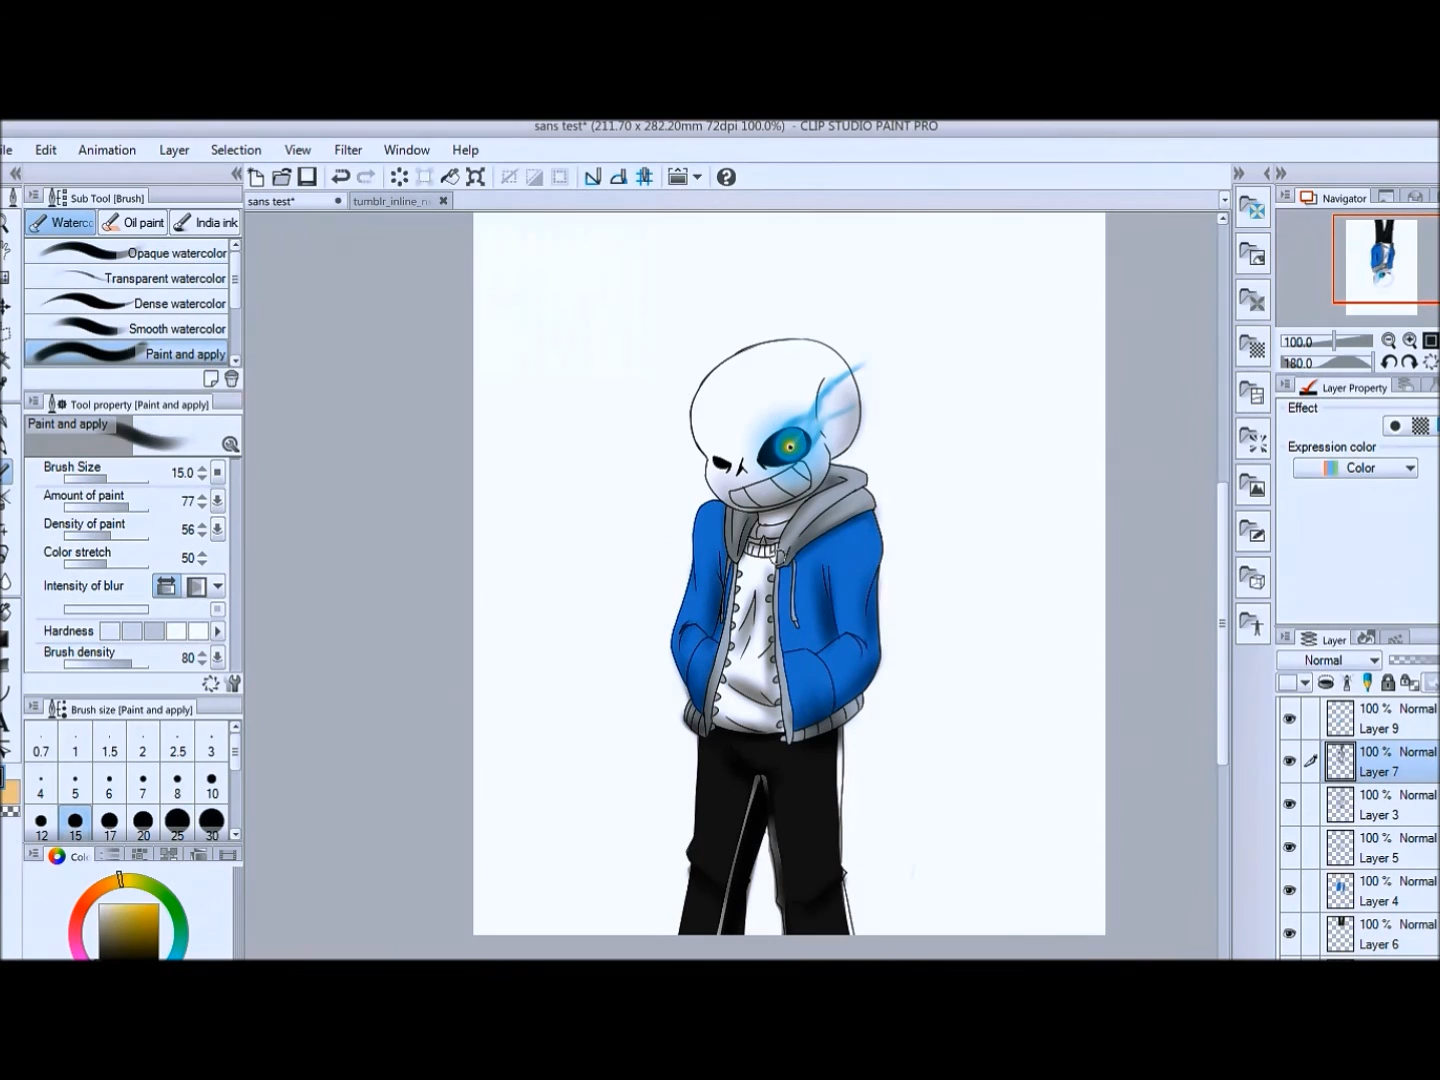 sans test* (211.70 x 282.20mm 72dpi 100.0%) - CLIP STUDIO PAINT PRO
Edit Animation Layer Selection View Filter Window Help
Sub Tool [Brush]
Oil paint India ink
Opaque watercolor
Transparent watercolor
Dense watercolor
Smooth watercolor
Paint and apply
Tool property [Paint and apply]
Paint and apply
Brush Size 15.0
Amount of paint 77
Density of paint 56
Color stretch 50
Intensity of blur
Hardness
Brush density 80
Brush size [Paint and apply]
0.7 1 1.5 2 2.5 3
4 5 6 7 8 10
12 15 17 20 25 30
sans test*
Navigator
100.0
180.0
Layer Property
Effect
Expression color
Color
Layer
Normal
100 % Normal
Layer 9
100 % Normal
Layer 7
100 % Normal
Layer 3
100 % Normal
Layer 5
100 % Normal
Layer 4
100 % Normal
Layer 6